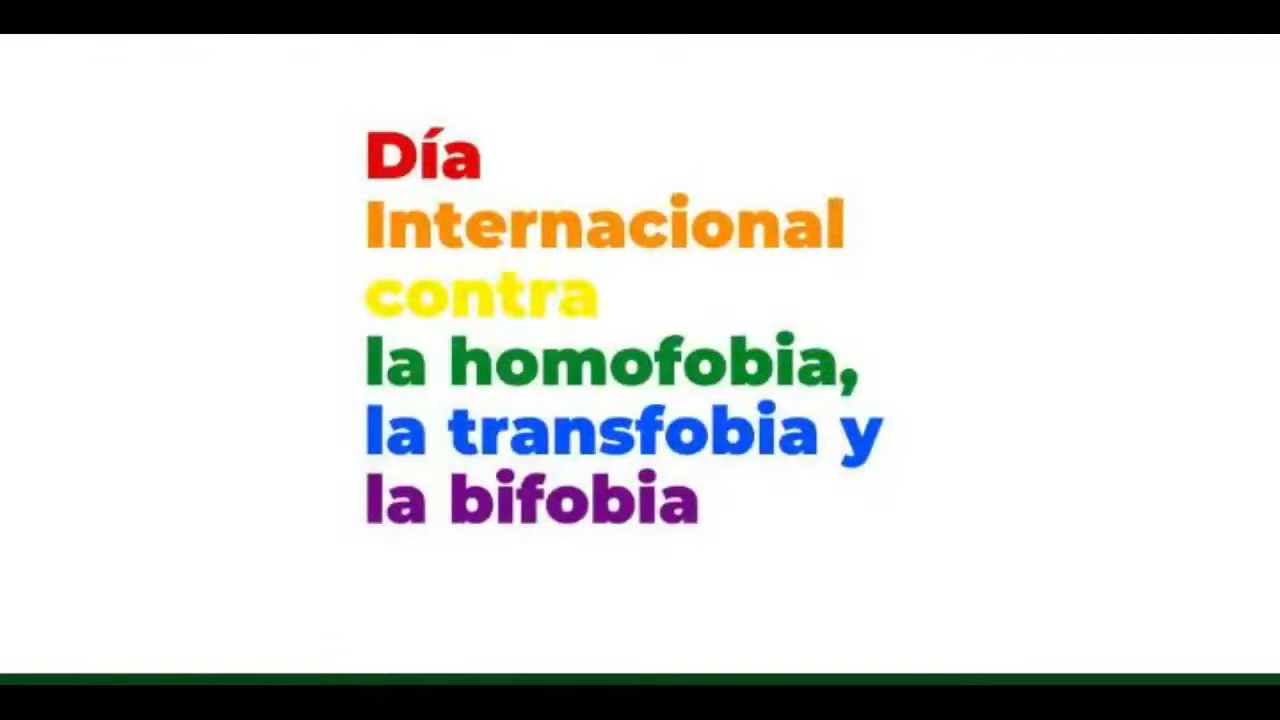 Día
Internacional
contra
la homofobia,
la transfobia y
la bifobia